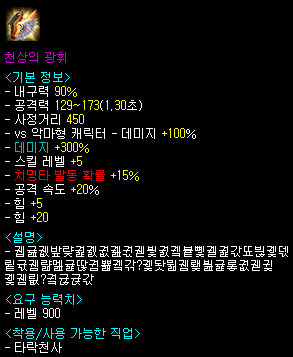 천상의 광휘
<기본 정보>
- 내구력 90%
- 공격력 129~173(1,30초)
- 사정거리 450
- vs 악마형 캐릭터 - 데미지 +100%
- 데미지 +300%
- 스킬 레벨 +5
- 치명타 발동 확률 +15%
- 공격 속도 +20%
- 힘 +5
- 힘 +20
<설명>
<요구 능력치>
- 레벨 900
<착용/사용 가능한 직업>
- 타락천사